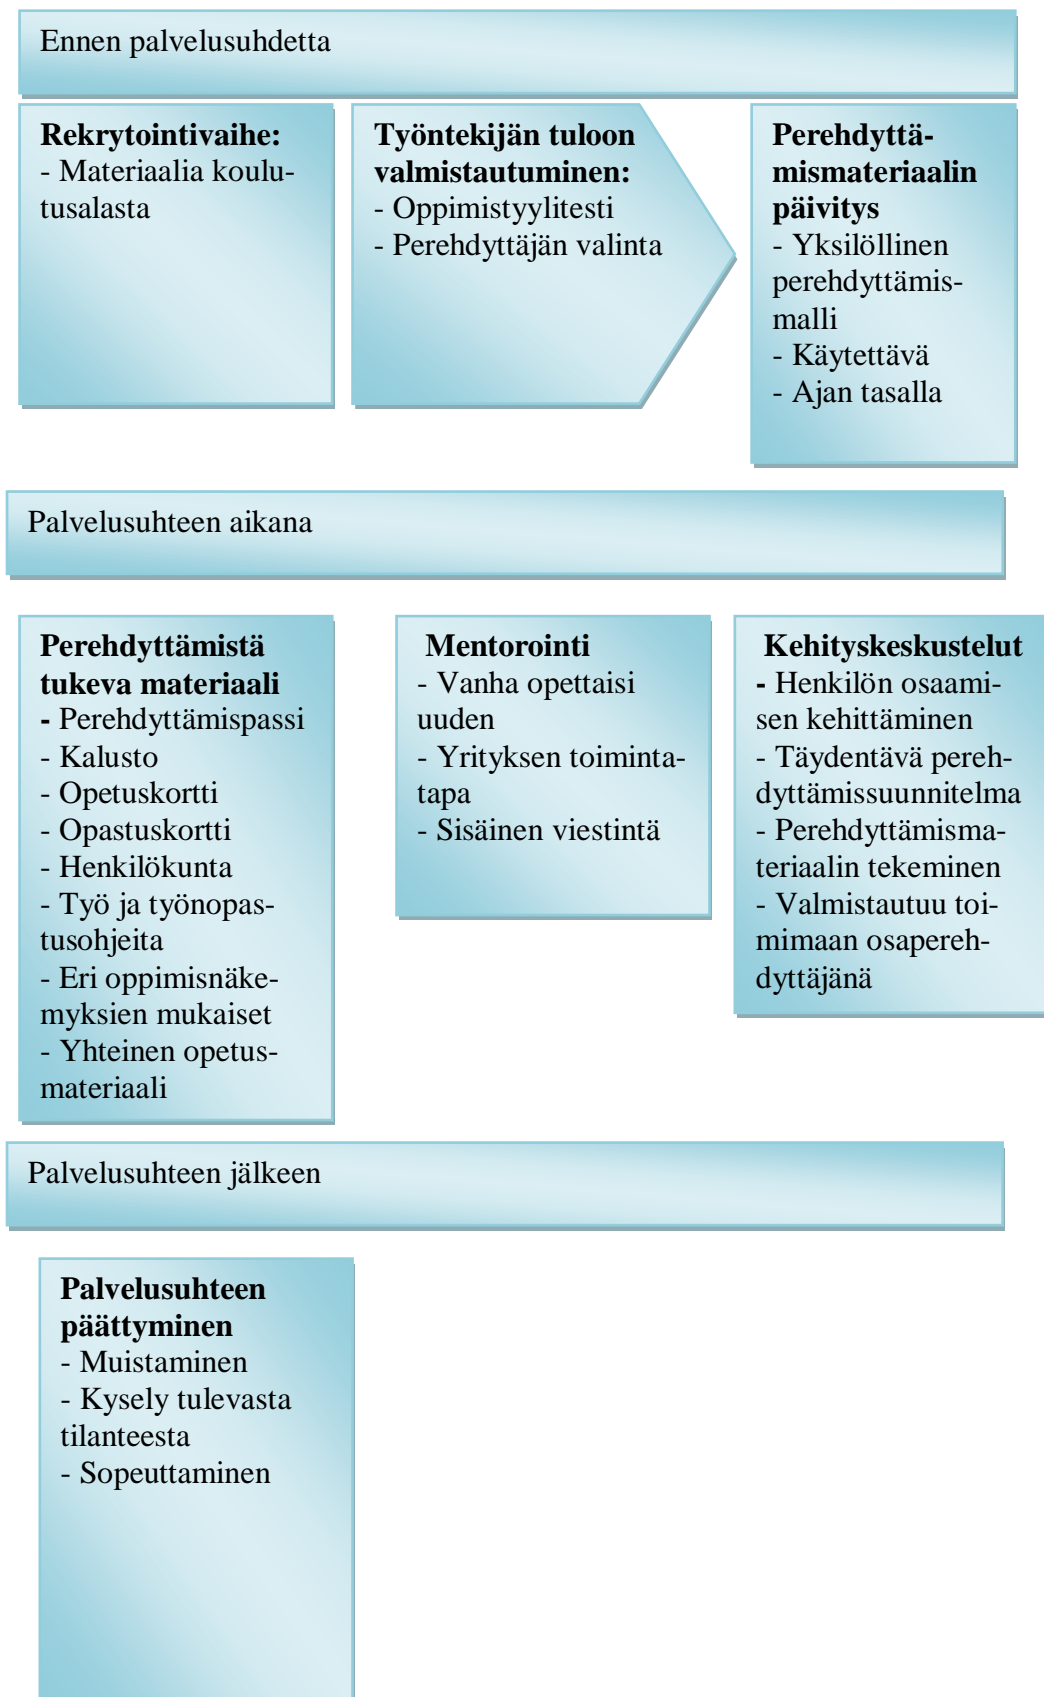 Ennen palvelusuhdetta
Rekrytointivaihe:
- Materiaalia koulu-
tusalasta
Työntekijän tuloon
valmistautuminen:
- Oppimistyylitesti
- Perehdyttäjän valinta
Perehdyttä-
mismateriaalin
päivitys
- Yksilöllinen
perehdyttämis-
malli
- Käytettävä
- Ajan tasalla
Palvelusuhteen aikana
Perehdyttämistä
tukeva materiaali
- Perehdyttämispassi
- Kalusto
- Opetuskortti
- Opastuskortti
- Henkilökunta
- Työ ja työnopas-
tusohjeita
- Eri oppimisnäke-
myksien mukaiset
- Yhteinen opetus-
materiaali
Mentorointi
- Vanha opettaisi
uuden
- Yrityksen toiminta-
tapa
- Sisäinen viestintä
Kehityskeskustelut
- Henkilön osaami-
sen kehittäminen
- Täydentävä pereh-
dyttämissuunnitelma
- Perehdyttämisma-
teriaalin tekeminen
- Valmistautuu toi-
mimaan osapereh-
dyttäjänä
Palvelusuhteen jälkeen
Palvelusuhteen
päättyminen
- Muistaminen
- Kysely tulevasta
tilanteesta
- Sopeuttaminen